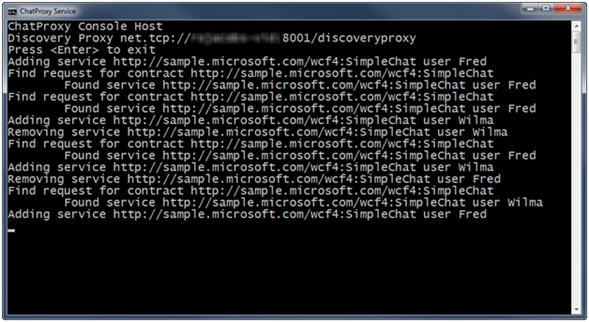 ChatProxy Service
ChatProxy Console Host
Discovery Proxy net.tcp:// 8001/discoveryproxy
Press <Enter> to exit
Adding service http://sample.microsoft.com/wcf4:SimpleChat user Fred
Find request for contract http://sample.microsoft.com/wcf4:SimpleChat
Found service http://sample.microsoft.com/wcf4:SimpleChat user Fred
Find request for contract http://sample.microsoft.com/wcf4:SimpleChat
Found service http://sample.microsoft.com/wcf4:SimpleChat user Fred
Adding service http://sample.microsoft.com/wcf4:SimpleChat user Wilma
Removing service http://sample.microsoft.com/wcf4:SimpleChat user Wilma
Find request for contract http://sample.microsoft.com/wcf4:SimpleChat
Found service http://sample.microsoft.com/wcf4:SimpleChat user Fred
Adding service http://sample.microsoft.com/wcf4:SimpleChat user Wilma
Removing service http://sample.microsoft.com/wcf4:SimpleChat user Fred
Find request for contract http://sample.microsoft.com/wcf4:SimpleChat
Found service http://sample.microsoft.com/wcf4:SimpleChat user Wilma
Adding service http://sample.microsoft.com/wcf4:SimpleChat user Fred